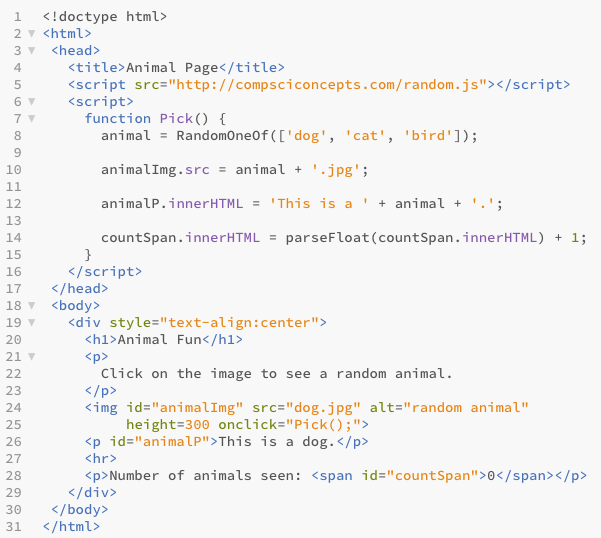 1 <!doctype html>
2 <html>
3 <head>
4 <title>Animal Page</title>
5 <script src="http://compsciconcepts.com/random.js"></script>
6 <script>
7 function Pick() {
8 animal = RandomOneOf(['dog', 'cat', 'bird']);
9
10 animalImg.src = animal + '.jpg';
11
12 animalP.innerHTML = 'This is a ' + animal + '.';
13
14 countSpan.innerHTML = parseFloat(countSpan.innerHTML) + 1;
15 }
16 </script>
17 </head>
18 <body>
19 <div style="text-align:center">
20 <h1>Animal Fun</h1>
21 <p>
22 Click on the image to see a random animal.
23 </p>
24 <img id="animalImg" src="dog.jpg" alt="random animal"
25 height=300 onclick="Pick();">
26 <p id="animalP">This is a dog.</p>
27 <hr>
28 <p>Number of animals seen: <span id="countSpan">0</span></p>
29 </div>
30 </body>
31 </html>